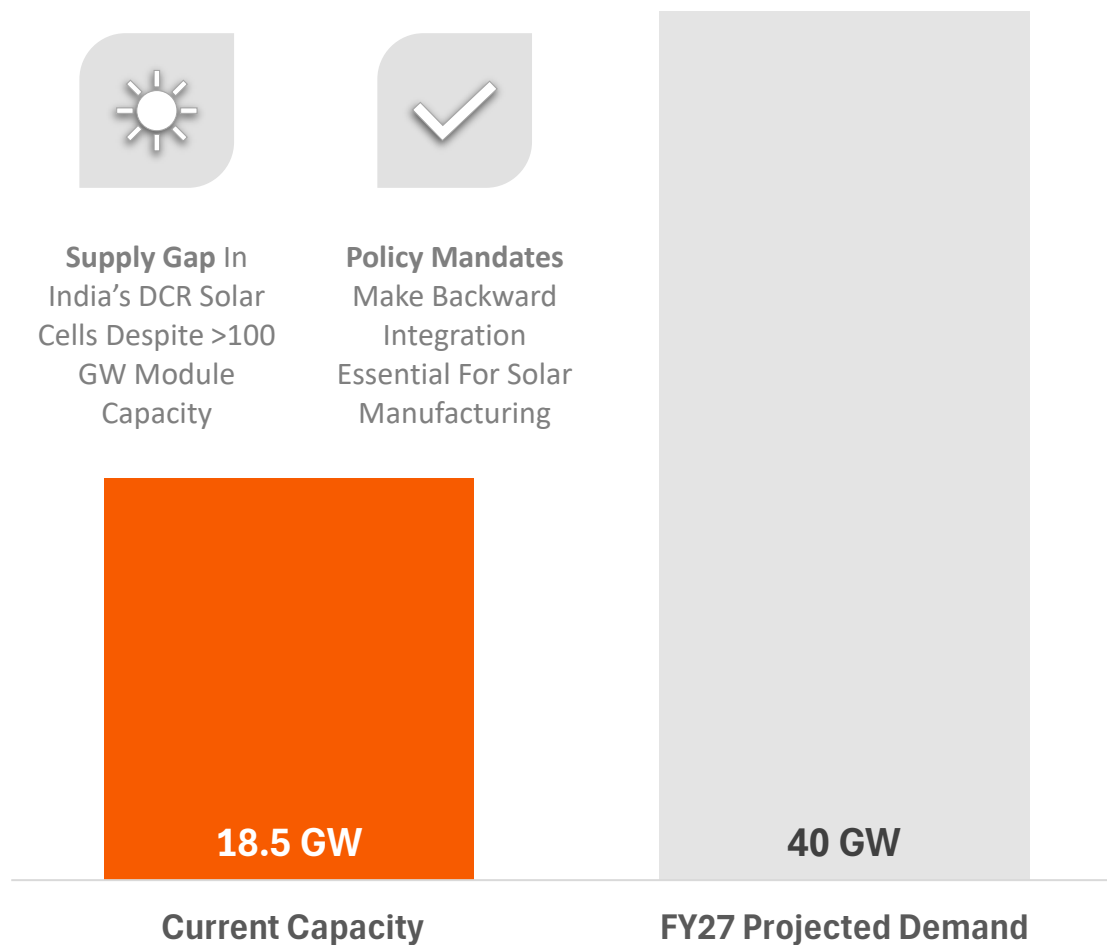 Supply Gap In
India’s DCR Solar
Cells Despite >100
GW Module
Capacity
Policy Mandates
Make Backward
Integration
Essential For Solar
Manufacturing
18.5 GW
40 GW
Current Capacity
FY27 Projected Demand